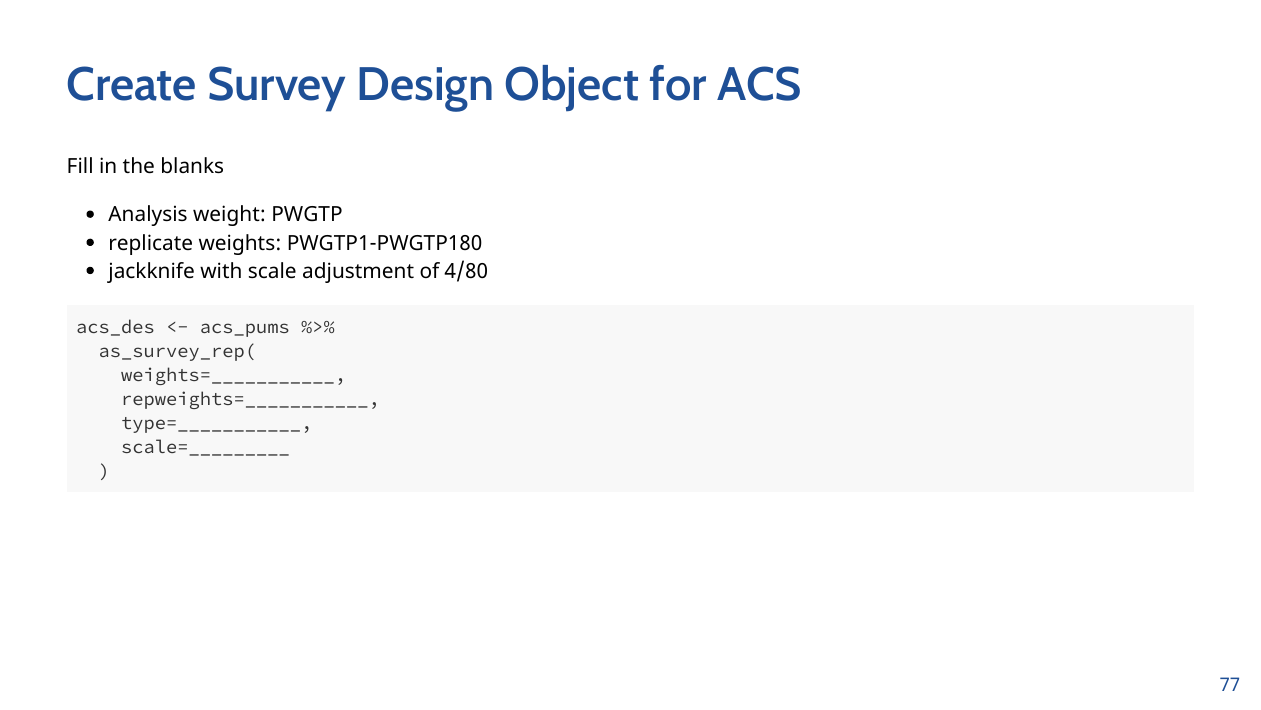 Create Survey Design Object for ACS
Fill in the blanks
• Analysis weight: PWGTP
• replicate weights: PWGTP1-PWGTP180
• jackknife with scale adjustment of 4/80
acs_des <- acs_pums %>%
  as_survey_rep(
    weights=___________,
    repweights=___________,
    type=___________,
    scale=_________
  )
77